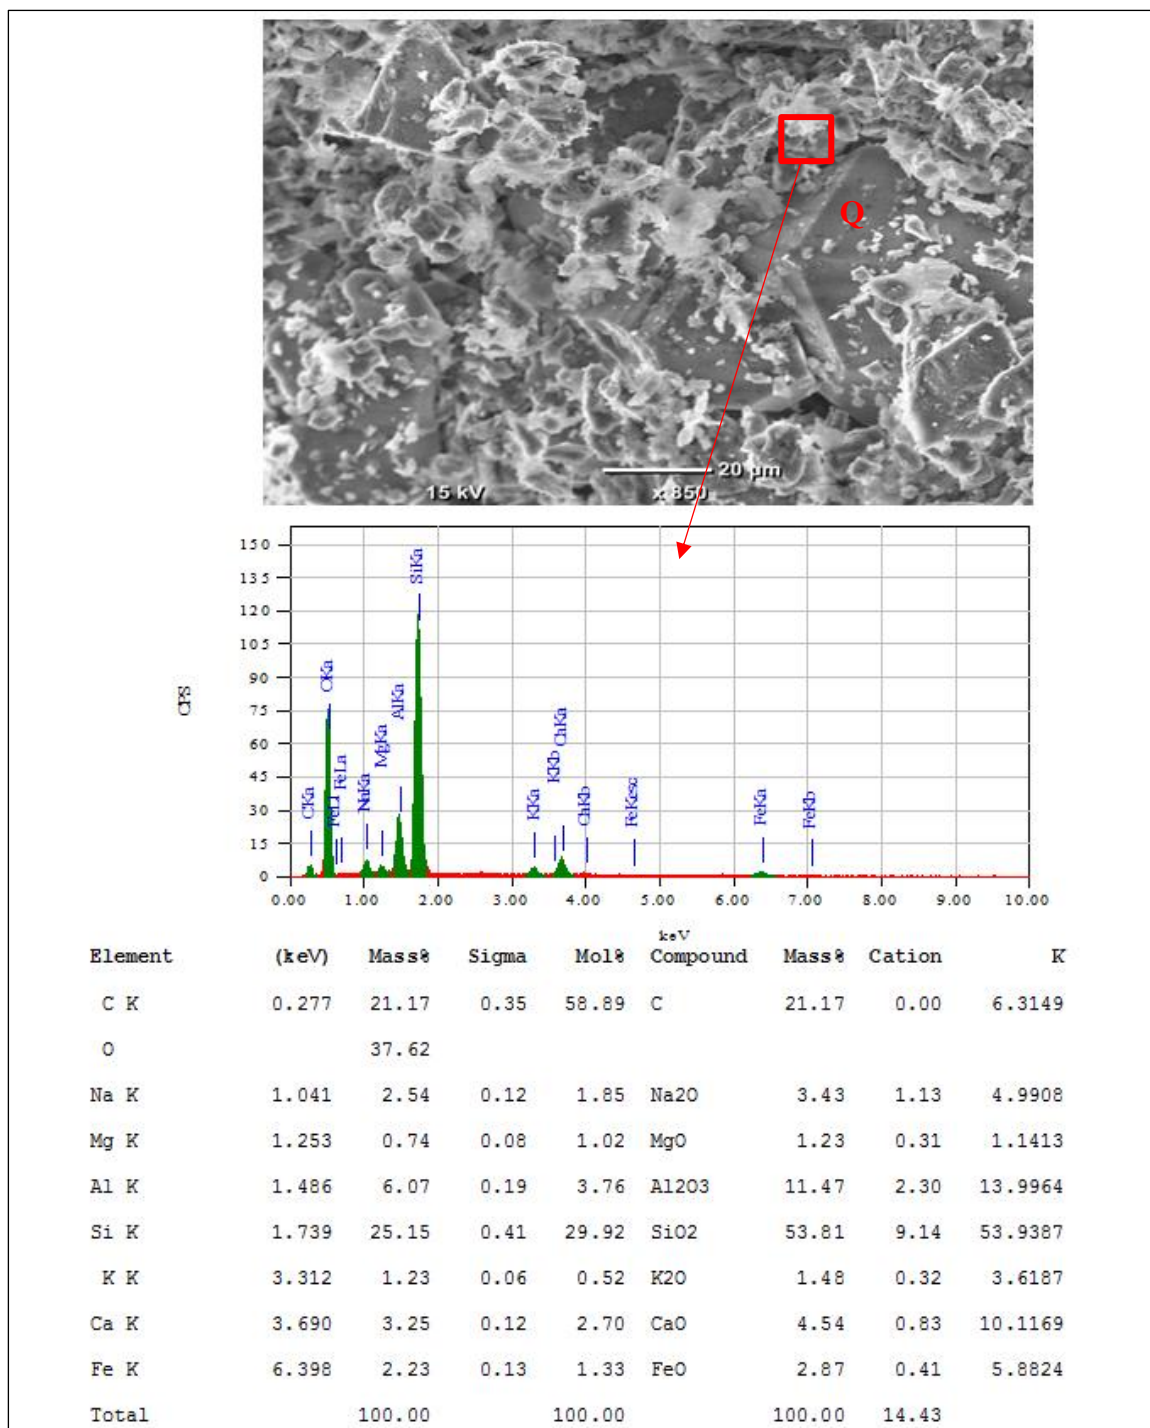 Q
20 µm
15 kV x 850
150
135
120
105
90
75
60
45
30
15
0
CPS
CKa
OKa
FeLl
FeLa
NaKa
MgKa
AlKa
SiKa
KKa
KKb
CaKa
CaKb
FeKesc
FeKa
FeKb
0.00 1.00 2.00 3.00 4.00 5.00 6.00 7.00 8.00 9.00 10.00
keV
Element (keV) Mass% Sigma Mol% Compound Mass% Cation K
C K 0.277 21.17 0.35 58.89 C 21.17 0.00 6.3149
O 37.62
Na K 1.041 2.54 0.12 1.85 Na2O 3.43 1.13 4.9908
Mg K 1.253 0.74 0.08 1.02 MgO 1.23 0.31 1.1413
Al K 1.486 6.07 0.19 3.76 Al2O3 11.47 2.30 13.9964
Si K 1.739 25.15 0.41 29.92 SiO2 53.81 9.14 53.9387
K K 3.312 1.23 0.06 0.52 K2O 1.48 0.32 3.6187
Ca K 3.690 3.25 0.12 2.70 CaO 4.54 0.83 10.1169
Fe K 6.398 2.23 0.13 1.33 FeO 2.87 0.41 5.8824
Total 100.00 100.00 100.00 14.43